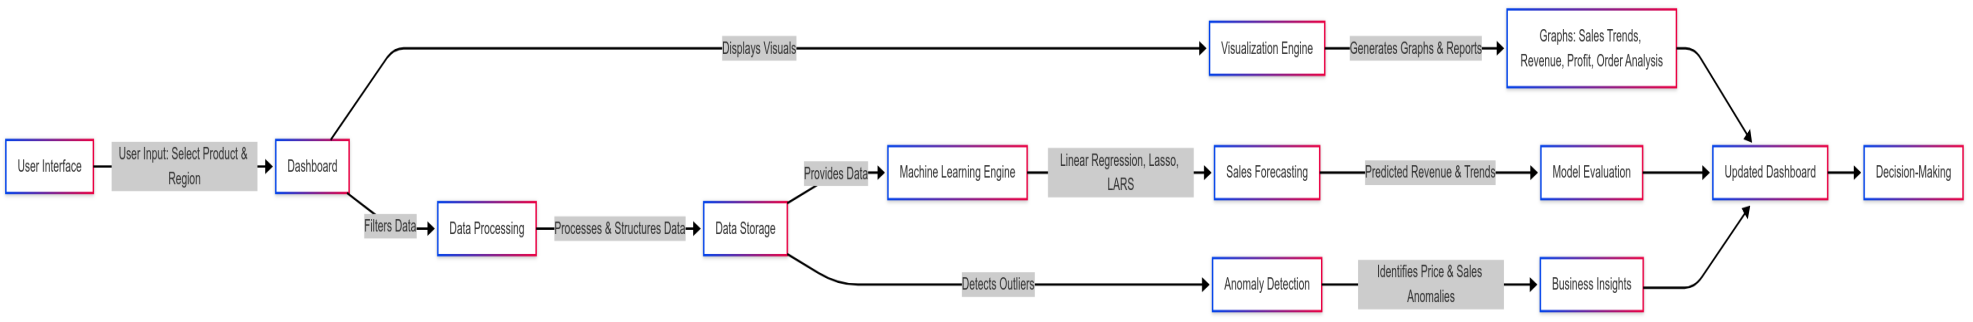 Displays Visuals
Visualization Engine
Generates Graphs & Reports
Graphs: Sales Trends,
Revenue, Profit, Order Analysis
User Interface
User Input: Select Product &
Region
Dashboard
Filters Data
Data Processing
Processes & Structures Data
Data Storage
Provides Data
Machine Learning Engine
Linear Regression, Lasso,
LARS
Sales Forecasting
Predicted Revenue & Trends
Model Evaluation
Updated Dashboard
Decision-Making
Detects Outliers
Anomaly Detection
Identifies Price & Sales
Anomalies
Business Insights